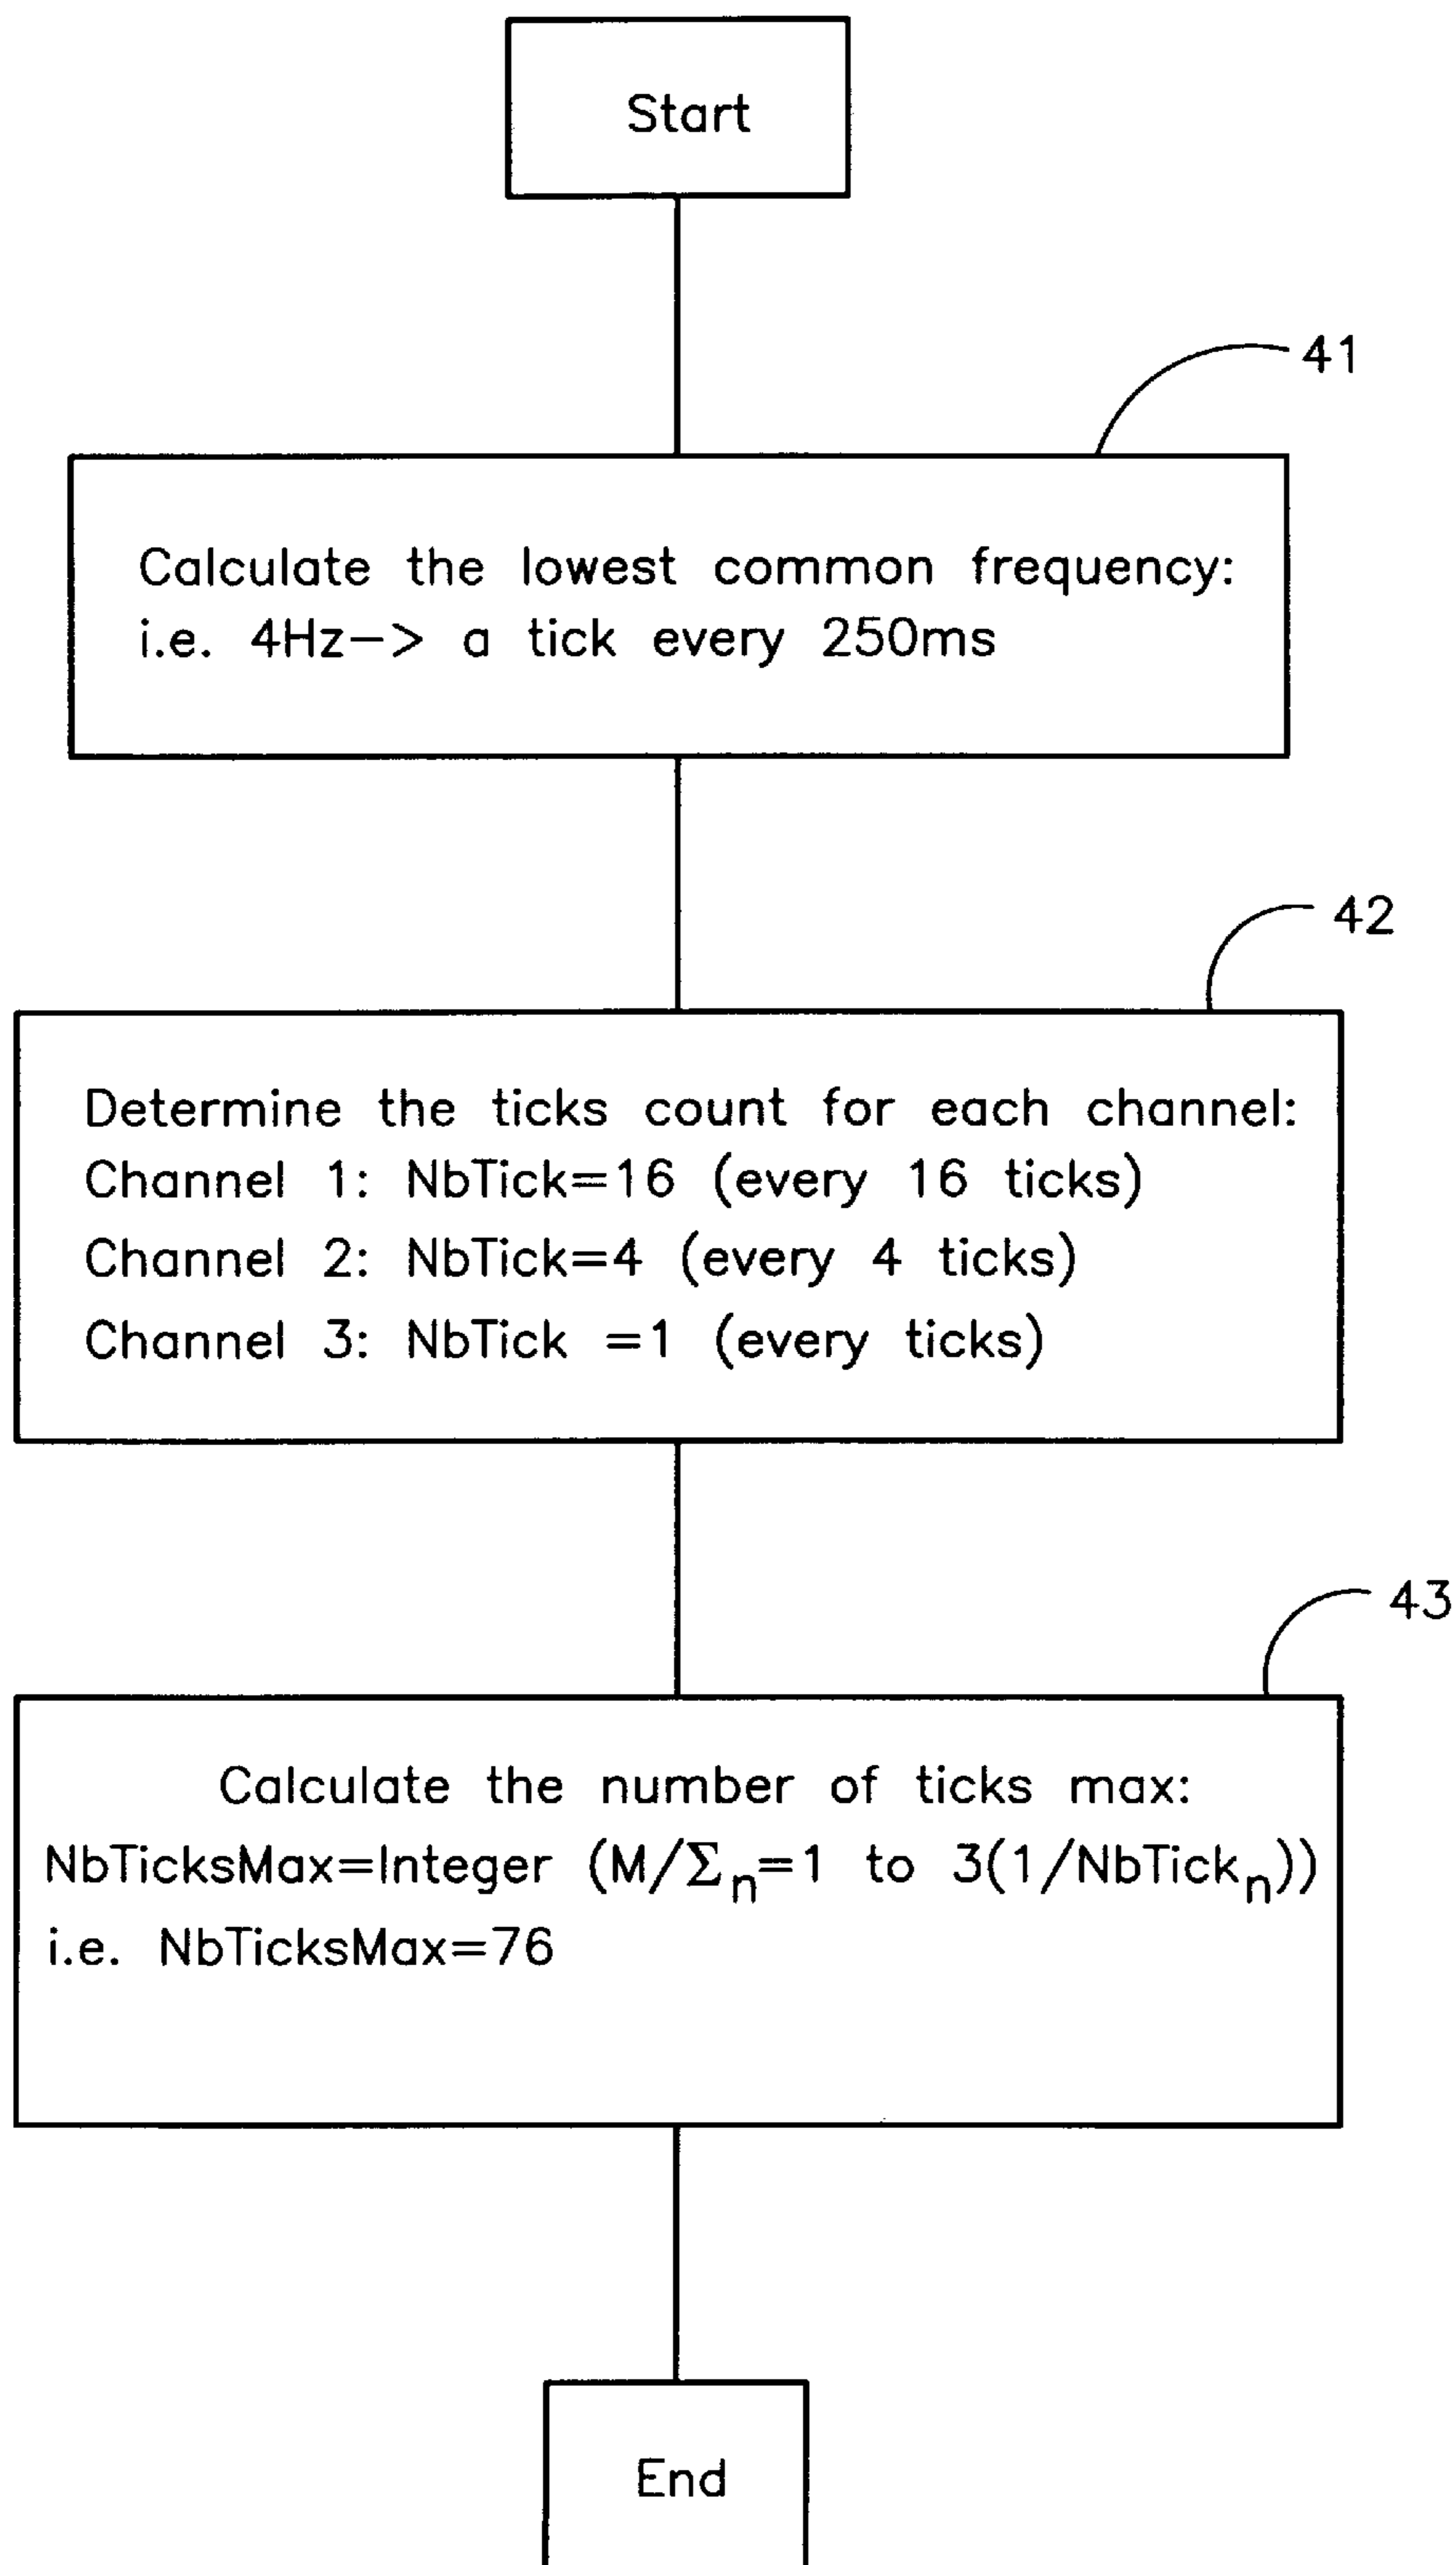 Start
41
Calculate the lowest common frequency:
i.e. 4Hz-> a tick every 250ms
42
Determine the ticks count for each channel:
Channel 1: NbTick=16 (every 16 ticks)
Channel 2: NbTick=4 (every 4 ticks)
Channel 3: NbTick =1 (every ticks)
43
Calculate the number of ticks max:
NbTicksMax=Integer (M/Σn=1 to 3(1/NbTickn))
i.e. NbTicksMax=76
End